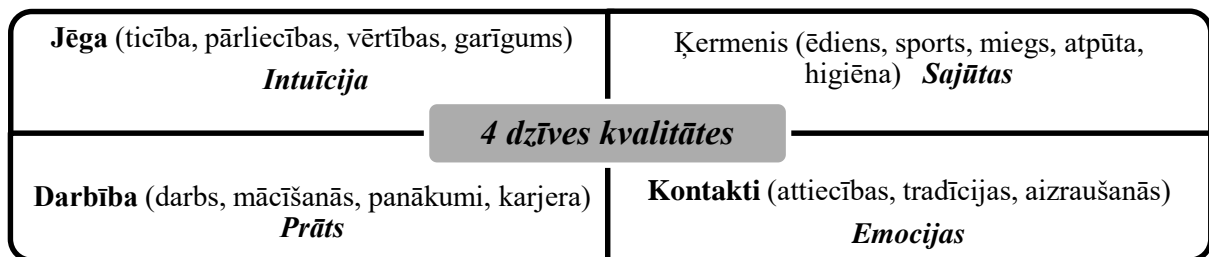 Jēga (ticība, pārliecības, vērtības, garīgums)
Intuīcija
Ķermenis (ēdiens, sports, miegs, atpūta,
higiēna) Sajūtas
4 dzīves kvalitātes
Darbība (darbs, mācīšanās, panākumi, karjera)
Prāts
Kontakti (attiecības, tradīcijas, aizraušanās)
Emocijas